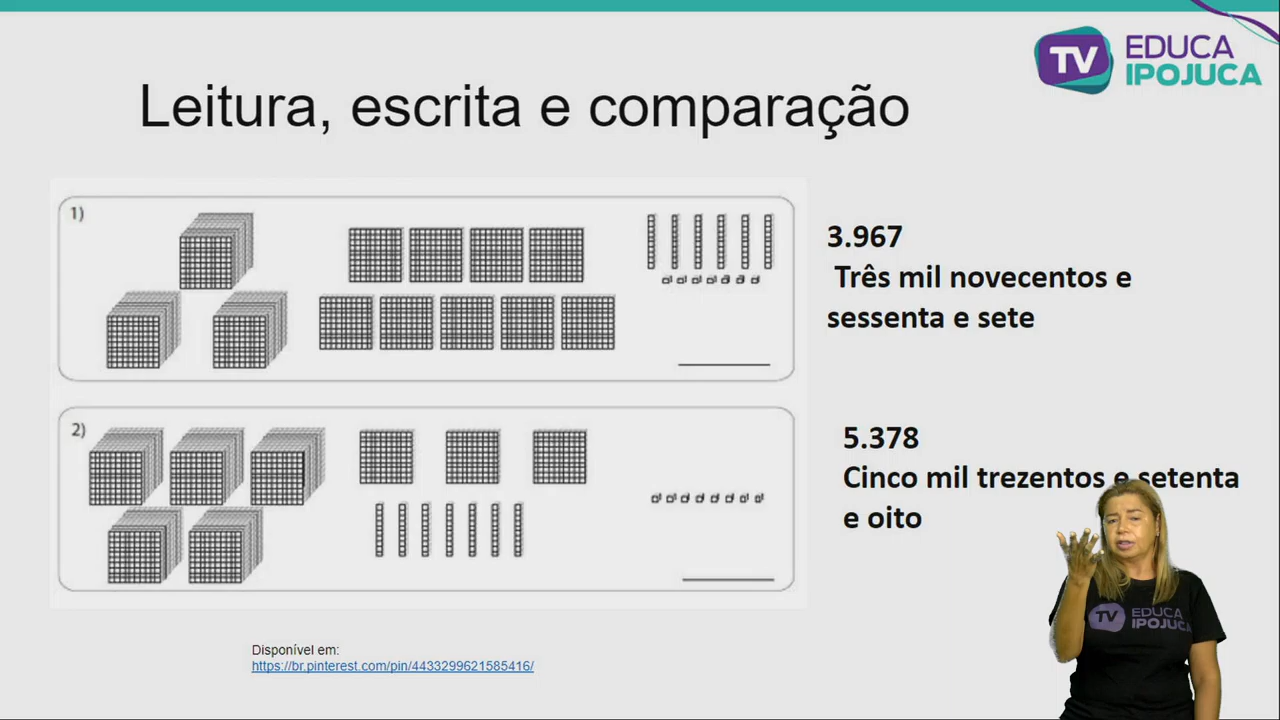 TV EDUCA
IPOJUCA
Leitura, escrita e comparação
1)
3.967
Três mil novecentos e
sessenta e sete
2)
5.378
Cinco mil trezentos e setenta
e oito
TV EDUCA
IPOJUCA
Disponível em:
https://br.pinterest.com/pin/4433299621585416/